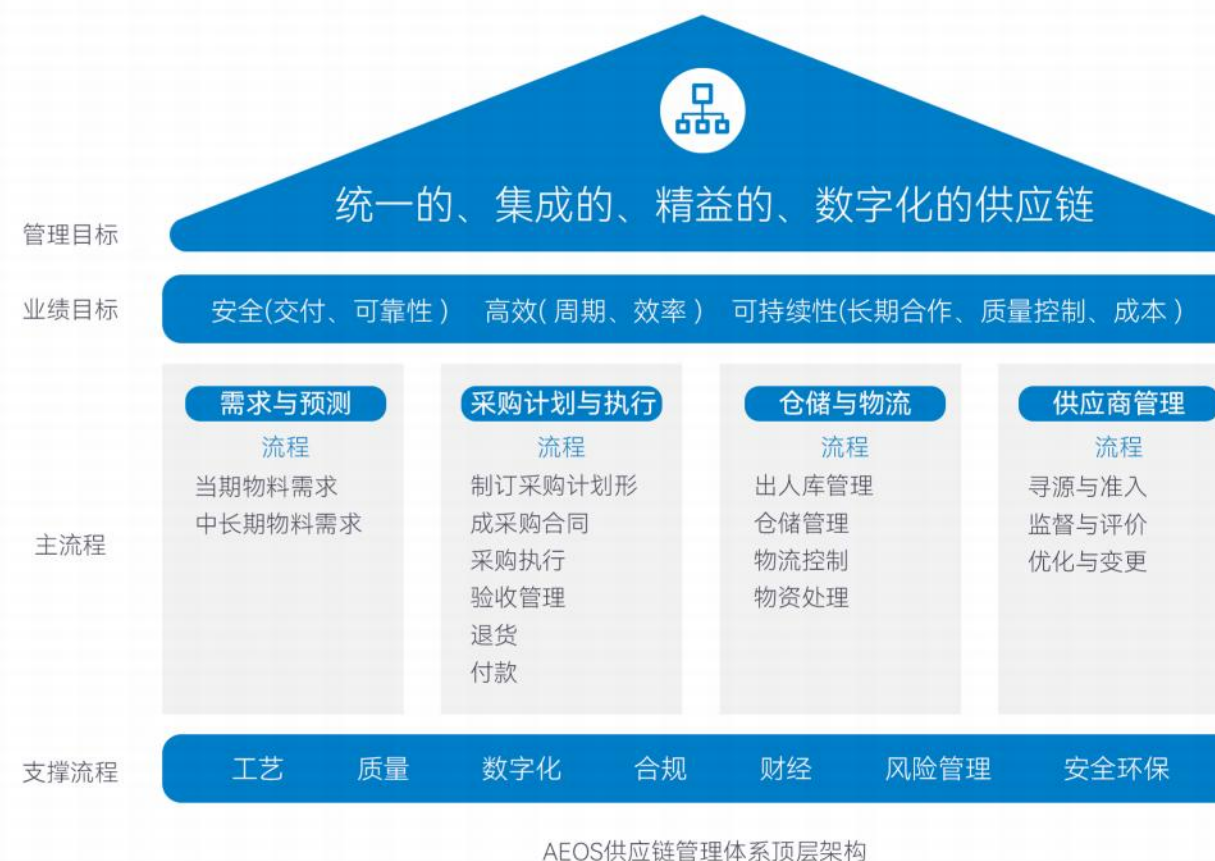 统一的、集成的、精益的、数字化的供应链
管理目标
业绩目标
安全(交付、可靠性) 高效(周期、效率) 可持续性(长期合作、质量控制、成本)
主流程
需求与预测
流程
当期物料需求
中长期物料需求
采购计划与执行
流程
制订采购计划形
成采购合同
采购执行
验收管理
退货
付款
仓储与物流
流程
出人库管理
仓储管理
物流控制
物资处理
供应商管理
流程
寻源与准入
监督与评价
优化与变更
支撑流程
工艺 质量 数字化 合规 财经 风险管理 安全环保
AEOS供应链管理体系顶层架构